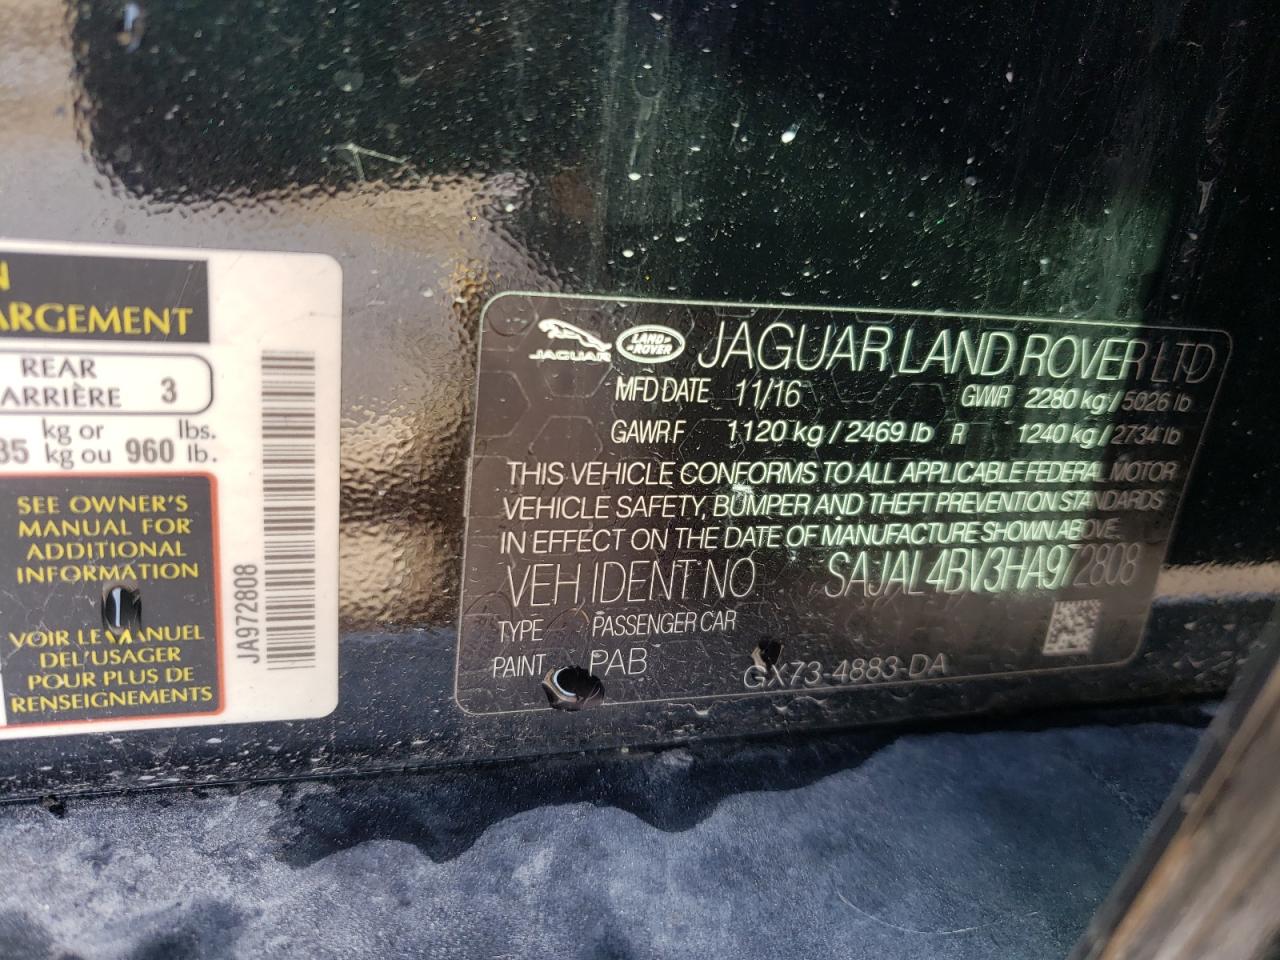 N
ARGEMENT
REAR
ARRIÈRE 3
35 kg or
kg ou 960 lbs.
lb.
SEE OWNER'S
MANUAL FOR
ADDITIONAL
INFORMATION
VOIR LE MANUEL
DEL'USAGER
POUR PLUS DE
RENSEIGNEMENTS
JA972808
JAGUAR LAND ROVER JAGUAR LAND ROVER LTD
MFD DATE 11/16 GWR 2280 kg / 5026 lb
GAWR F 1120 kg / 2469 lb R 1240 kg / 2734 lb
THIS VEHICLE CONFORMS TO ALL APPLICABLE FEDERAL MOTOR
VEHICLE SAFETY, BUMPER AND THEFT PREVENTION STANDARDS
IN EFFECT ON THE DATE OF MANUFACTURE SHOWN ABOVE.
VEH IDENT NO SAJAL4BV3HA972808
TYPE PASSENGER CAR
PAINT PAB GX73-4883-DA